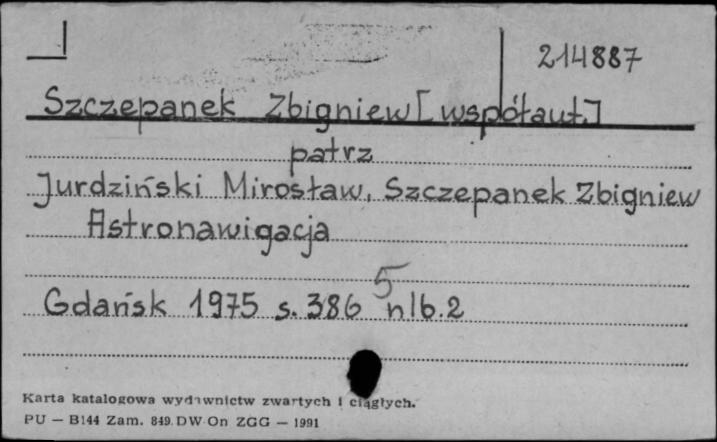 214887
Szczepanek Zbigniew [współaut.]
patrz
Jurdziński Mirosław, Szczepanek Zbigniew
Astronawigacja
5
Gdańsk 1975 s. 386 nlb. 2
Karta katalogowa wydawnictw zwartych i ciągłych.
PU — B144 Zam. 849. DW On ZGG — 1991